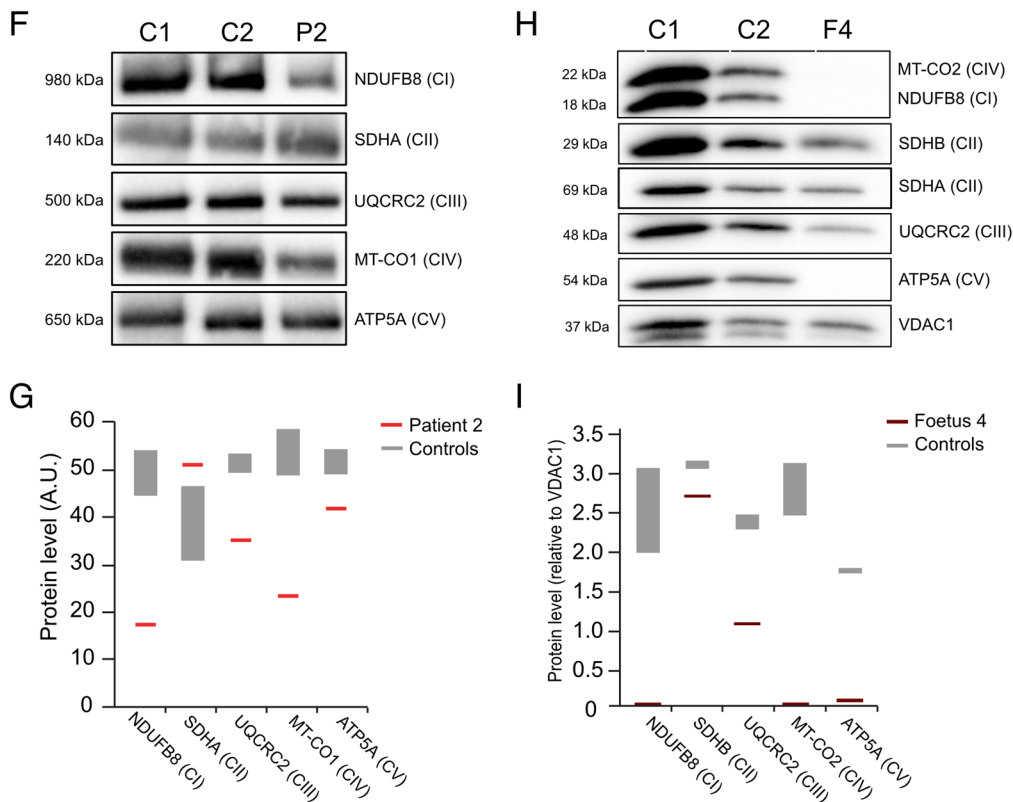 F
C1 C2 P2
980 kDa NDUFB8 (CI)
140 kDa SDHA (CII)
500 kDa UQCRC2 (CIII)
220 kDa MT-CO1 (CIV)
650 kDa ATP5A (CV)
H
C1 C2 F4
22 kDa MT-CO2 (CIV)
18 kDa NDUFB8 (CI)
29 kDa SDHB (CII)
69 kDa SDHA (CII)
48 kDa UQCRC2 (CIII)
54 kDa ATP5A (CV)
37 kDa VDAC1
G
Protein level (A.U.)
60
50
40
30
20
10
0
Patient 2
Controls
NDUFB8 (CI)
SDHA (CII)
UQCRC2 (CIII)
MT-CO1 (CIV)
ATP5A (CV)
I
Protein level (relative to VDAC1)
3.5
3.0
2.5
2.0
1.5
1.0
0.5
0
Foetus 4
Controls
NDUFB8 (CI)
SDHB (CII)
UQCRC2 (CIII)
MT-CO2 (CIV)
ATP5A (CV)